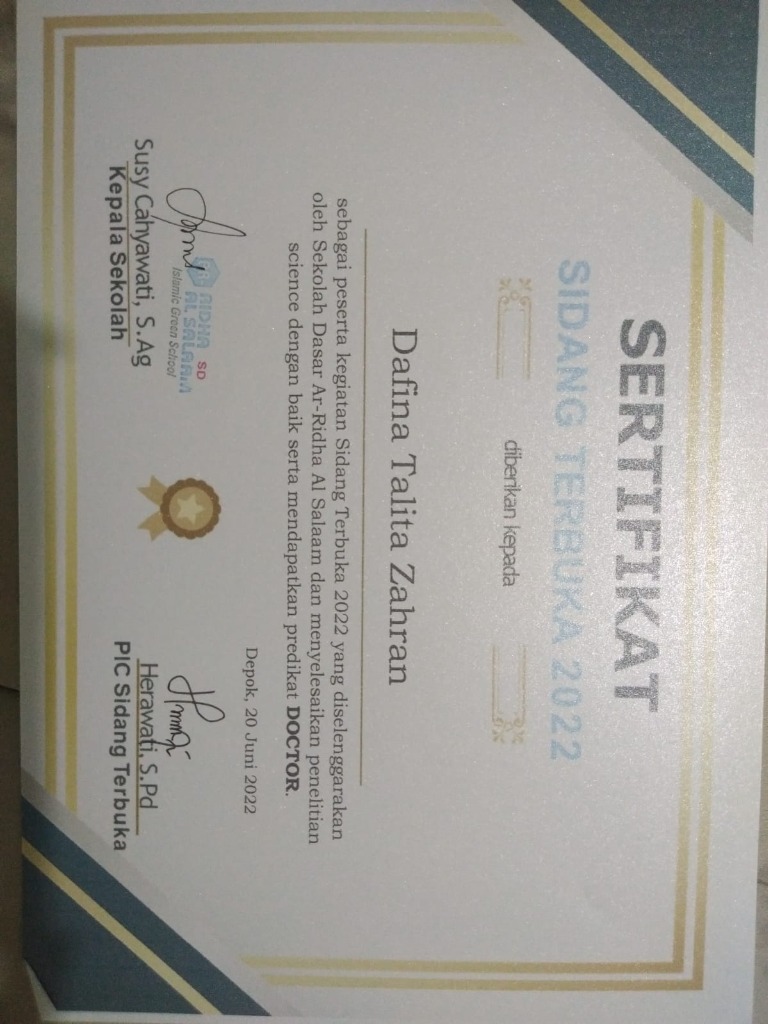 SERTIFIKAT
SIDANG TERBUKA 2022
diberikan kepada
Dafina Talita Zahran
sebagai peserta kegiatan Sidang Terbuka 2022 yang diselenggarakan
oleh Sekolah Dasar Ar-Ridha Al Salaam dan menyelesaikan penelitian
science dengan baik serta mendapatkan predikat DOCTOR.
Depok, 20 Juni 2022
SD
RIDHA
AL SALAAM
Islamic Green School
Susy Cahyawati, S.Ag
Kepala Sekolah
Herawati, S.Pd
PIC Sidang Terbuka